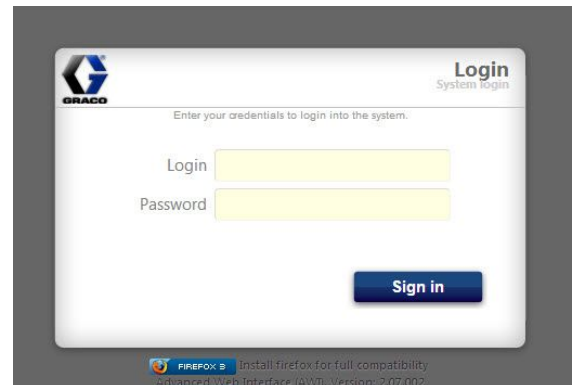 GRACO
Login
System login
Enter your credentials to login into the system.
Login
Password
Sign in
FIREFOX 3 Install firefox for full compatibility
Advanced Web Interface (AWI). Version: 2.07.002